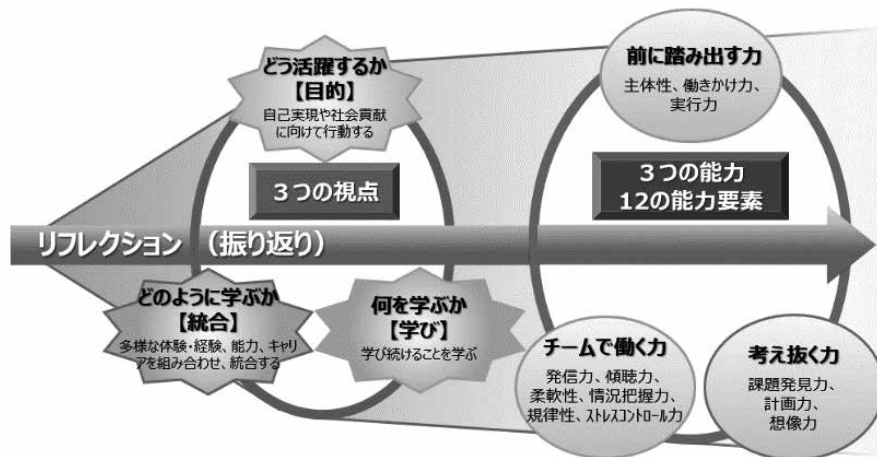 どう活躍するか
【目的】
自己実現や社会貢献
に向けて行動する
3つの視点
前に踏み出す力
主体性、働きかけ力、
実行力
3つの能力
12の能力要素
リフレクション （振り返り）
どのように学ぶか
【統合】
多様な体験・経験、能力、キャリ
アを組み合わせ、統合する
何を学ぶか
【学び】
学び続けることを学ぶ
チームで働く力
発信力、傾聴力、
柔軟性、情況把握力、
規律性、ストレスコントロール力
考え抜く力
課題発見力、
計画力、
想像力